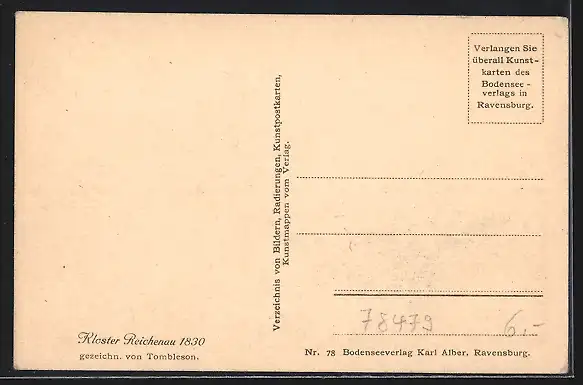 Verlangen Sie
überall Kunst-
karten des
Bodensee-
verlags in
Ravensburg.
Verzeichnis von Bildern, Radierungen, Kunstpostkarten,
Kunstmappen vom Verlag.
78479
6.-
Kloster Reichenau 1830
gezeichn. von Tombleson.
Nr. 78 Bodenseeverlag Karl Alber, Ravensburg.